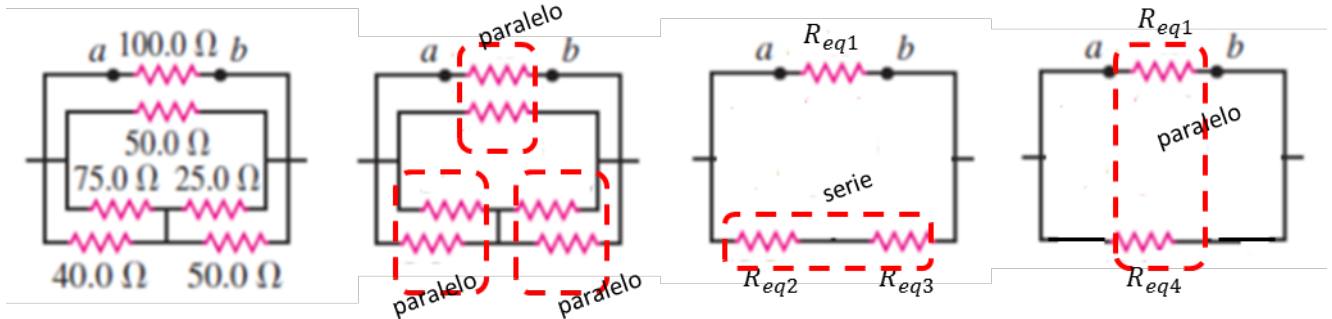 a 100.0 Ω b
50.0 Ω
75.0 Ω 25.0 Ω
40.0 Ω 50.0 Ω
paralelo
a b
paralelo paralelo
R_eq1
a b
serie
R_eq2 R_eq3
R_eq1
a b
paralelo
R_eq4